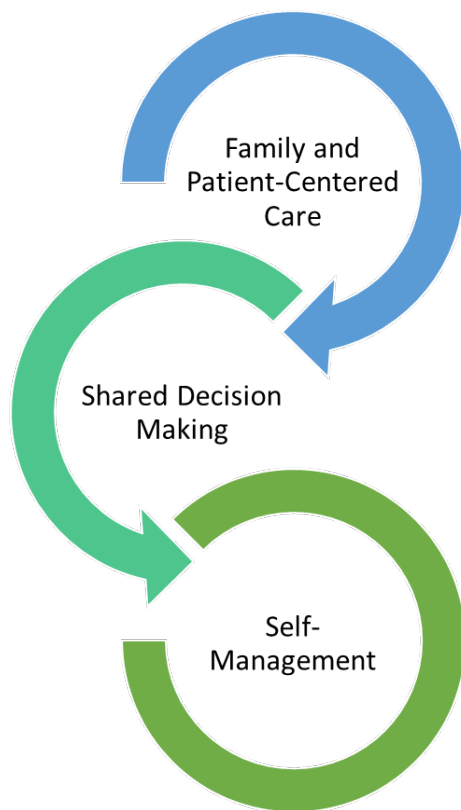 Family and
Patient-Centered
Care
Shared Decision
Making
Self-
Management